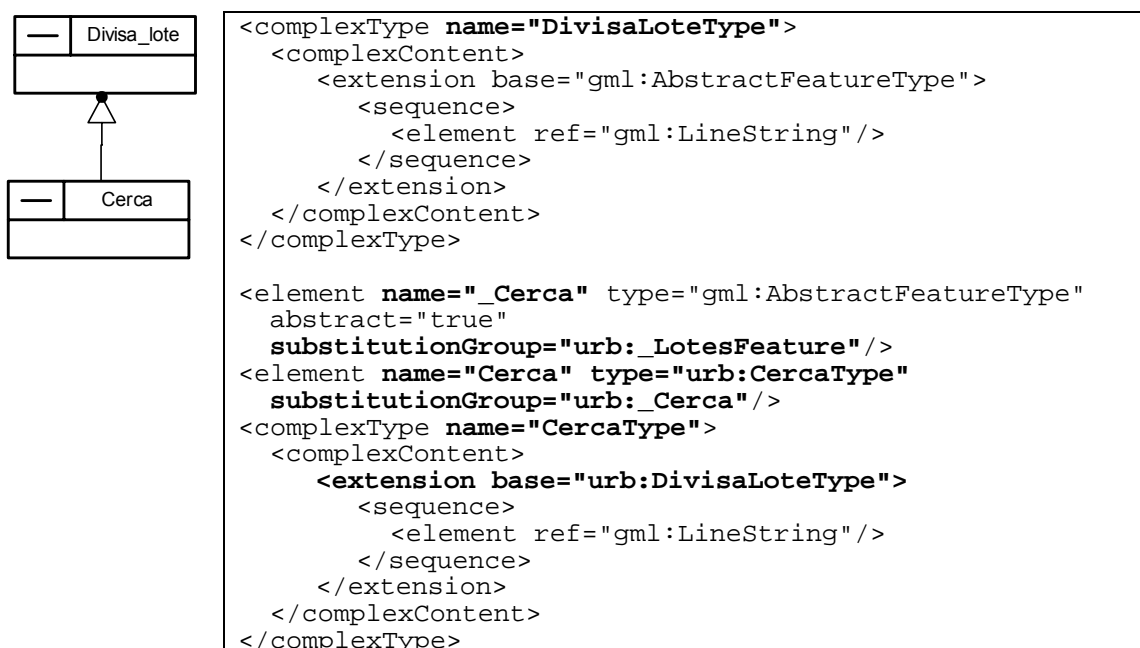 Divisa_lote
Cerca
<complexType name="DivisaLoteType">
<complexContent>
<extension base="gml:AbstractFeatureType">
<sequence>
<element ref="gml:LineString"/>
</sequence>
</extension>
</complexContent>
</complexType>
<element name="_Cerca" type="gml:AbstractFeatureType"
abstract="true"
substitutionGroup="urb:_LotesFeature"/>
<element name="Cerca" type="urb:CercaType"
substitutionGroup="urb:_Cerca"/>
<complexType name="CercaType">
<complexContent>
<extension base="urb:DivisaLoteType">
<sequence>
<element ref="gml:LineString"/>
</sequence>
</extension>
</complexContent>
</complexType>